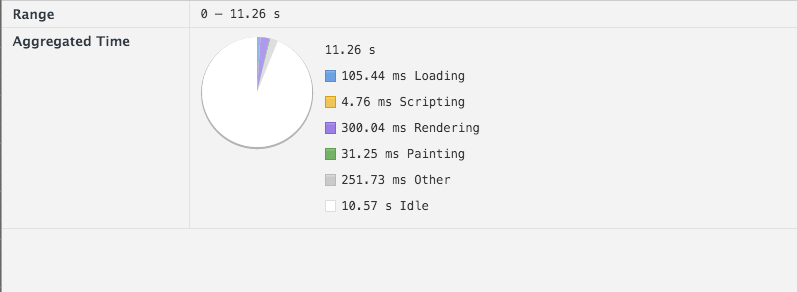 Range 0 – 11.26 s
Aggregated Time
11.26 s
105.44 ms Loading
4.76 ms Scripting
300.04 ms Rendering
31.25 ms Painting
251.73 ms Other
10.57 s Idle